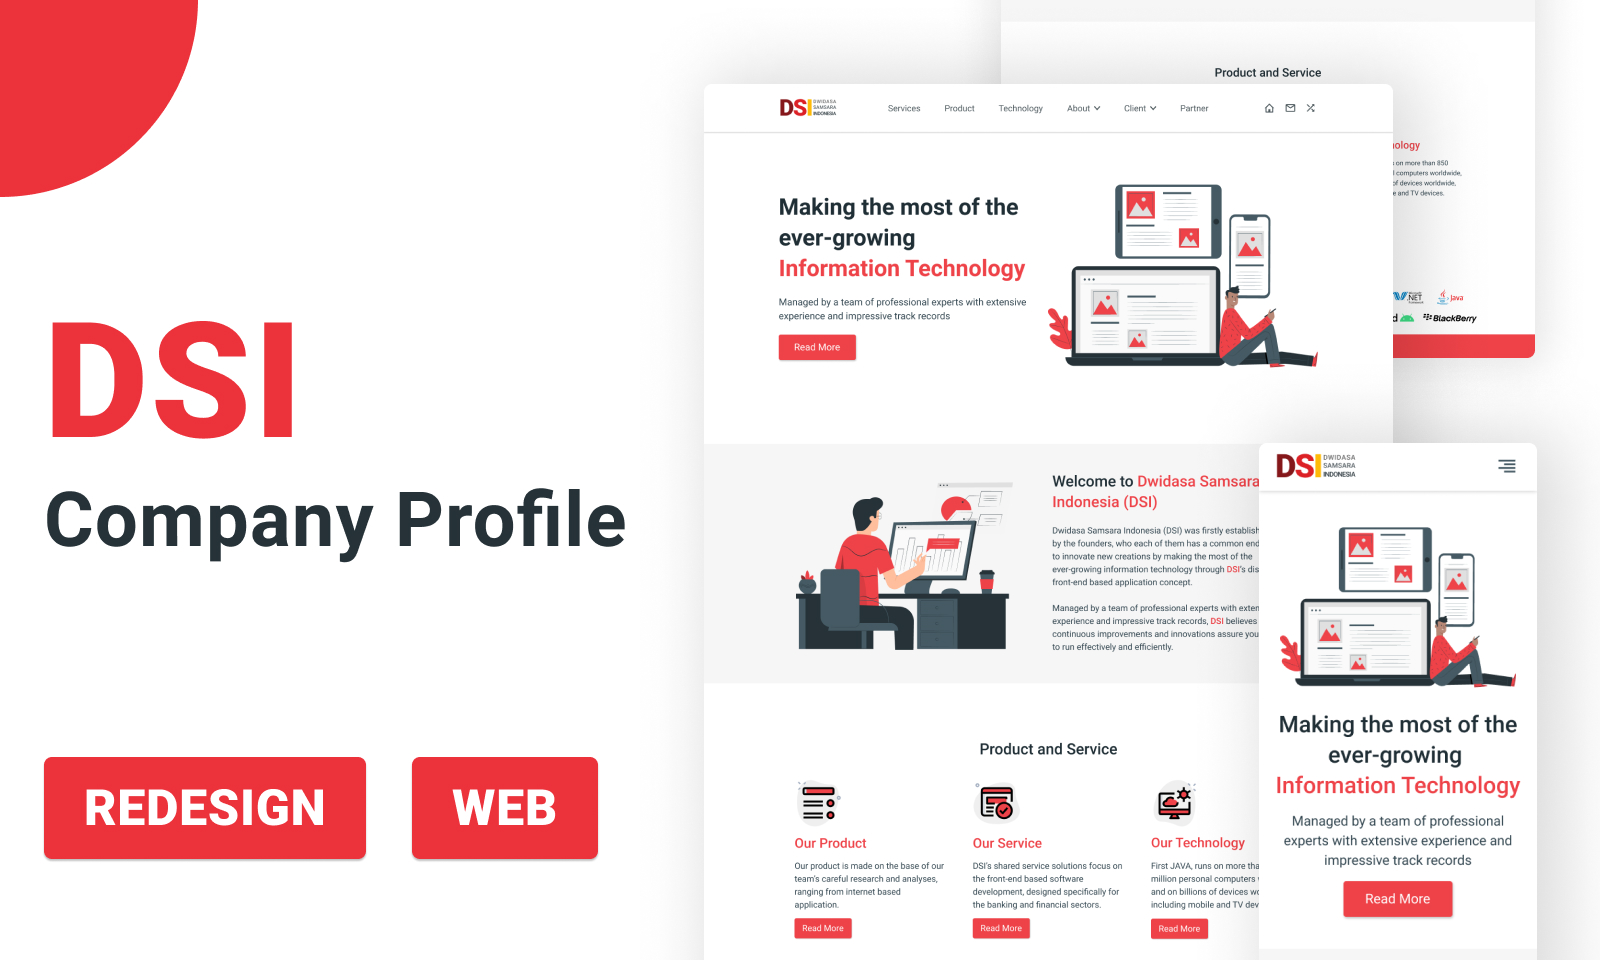 DSI
Company Profile
REDESIGN
WEB
Product and Service
ology
on more than 850
computers worldwide,
of devices worldwide,
e and TV devices.
.NET
Java
d
BlackBerry
DSI DWIDASA
SAMSARA
INDONESIA
Services Product Technology About Client Partner
Making the most of the
ever-growing
Information Technology
Managed by a team of professional experts with extensive
experience and impressive track records
Read More
Welcome to Dwidasa Samsara
Indonesia (DSI)
Dwidasa Samsara Indonesia (DSI) was firstly establish
by the founders, who each of them has a common end
to innovate new creations by making the most of the
ever-growing information technology through DSI's dis
front-end based application concept.
Managed by a team of professional experts with exten
experience and impressive track records, DSI believes
continuous improvements and innovations assure you
to run effectively and efficiently.
Product and Service
Our Product
Our product is made on the base of our
team's careful research and analyses,
ranging from internet based
application.
Read More
Our Service
DSI's shared service solutions focus on
the front-end based software
development, designed specifically for
the banking and financial sectors.
Read More
Our Technology
First JAVA, runs on more tha
million personal computers
and on billions of devices wo
including mobile and TV dev
Read More
DSI DWIDASA
SAMSARA
INDONESIA
Making the most of the
ever-growing
Information Technology
Managed by a team of professional
experts with extensive experience and
impressive track records
Read More